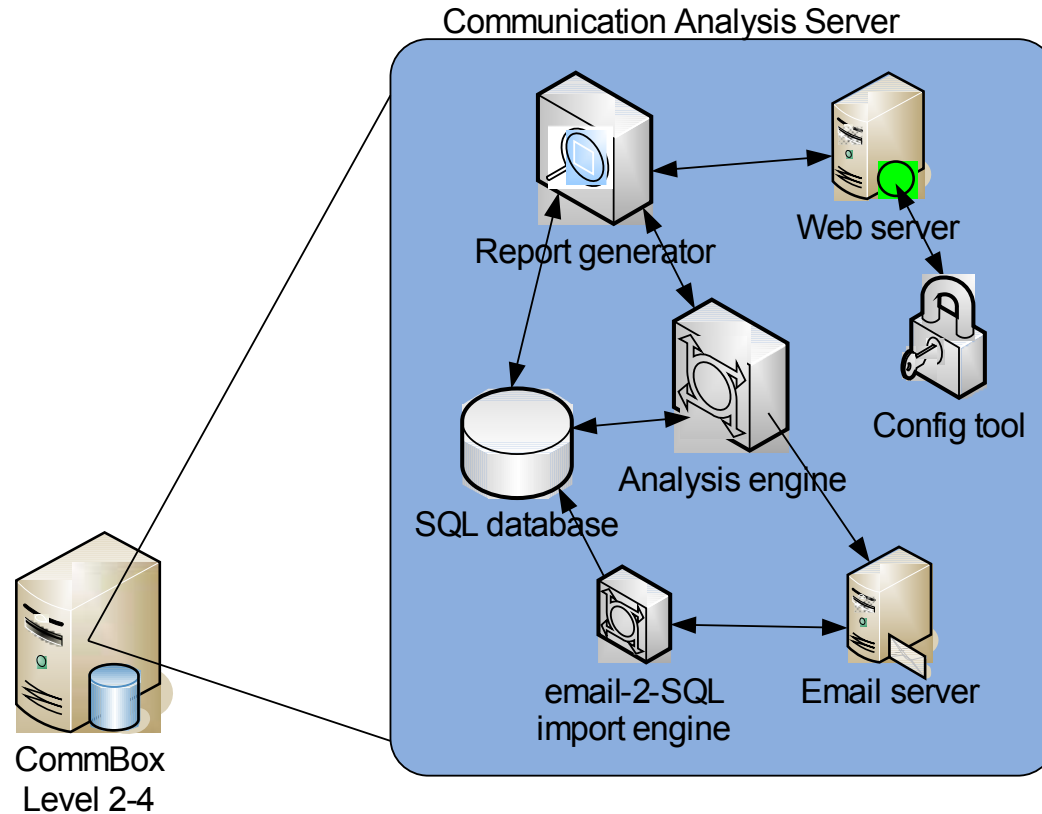 Communication Analysis Server
Report generator
Web server
Config tool
Analysis engine
SQL database
email-2-SQL
import engine
Email server
CommBox
Level 2-4